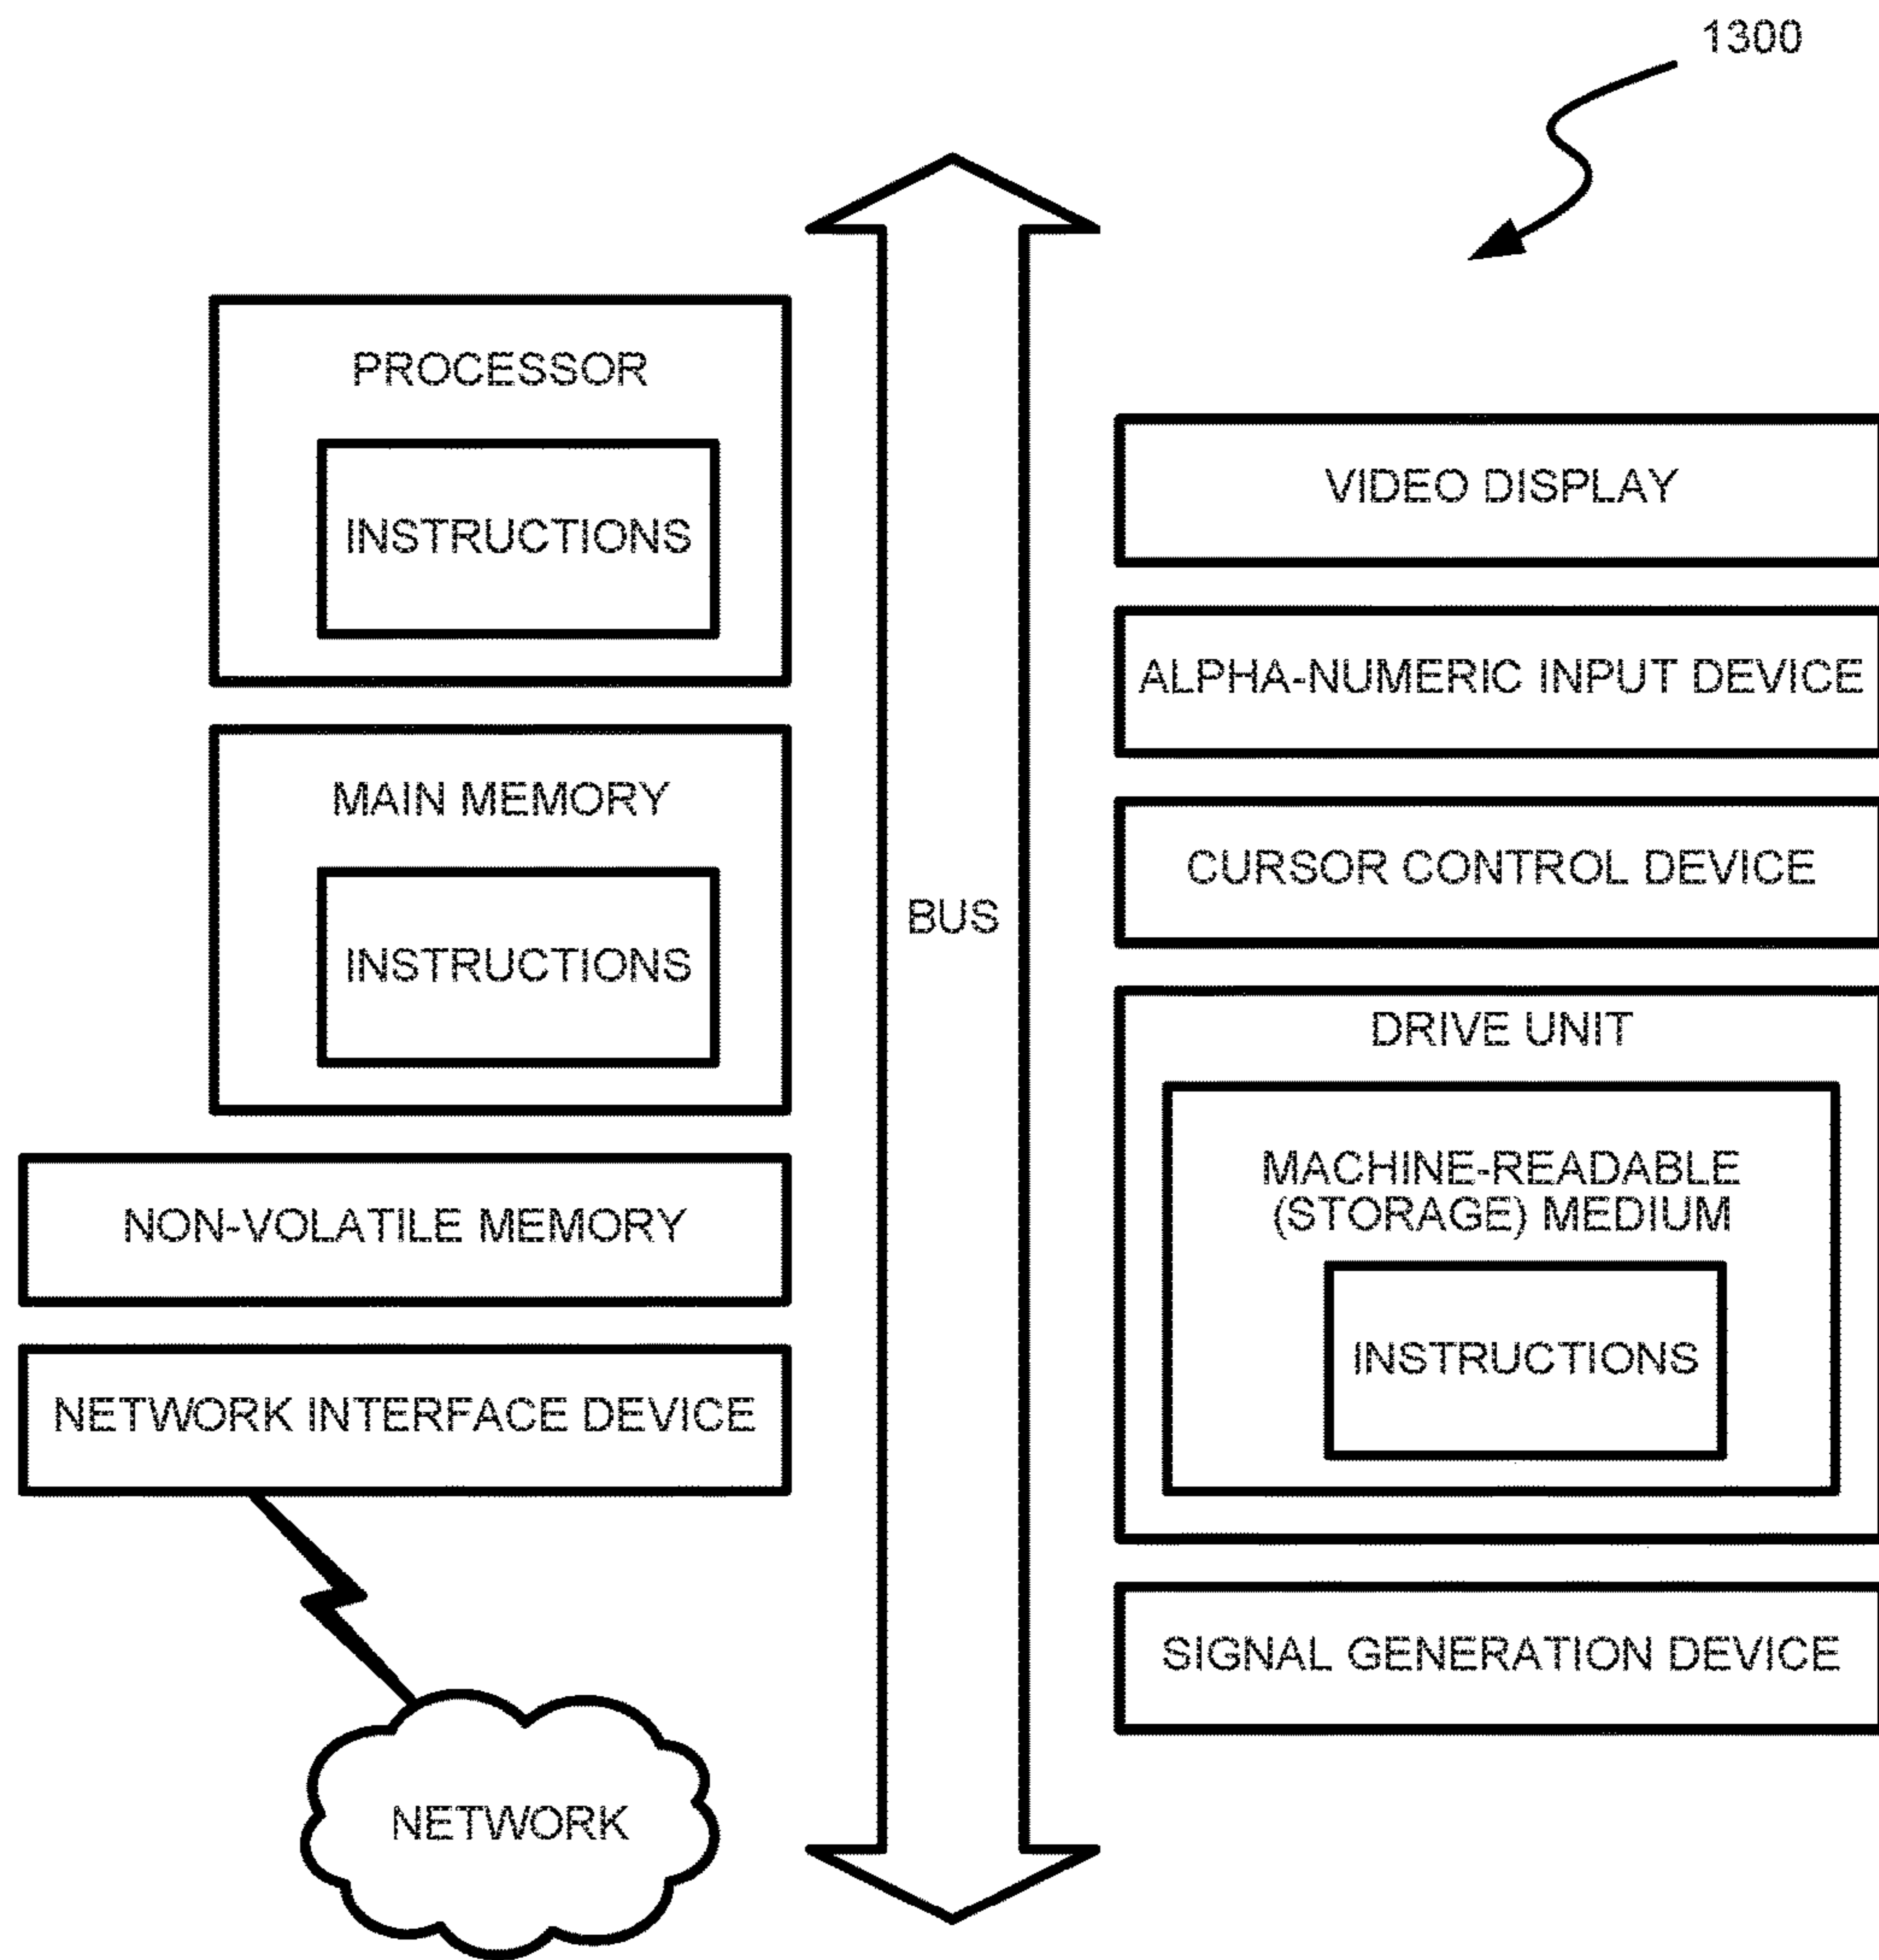 1300
PROCESSOR
INSTRUCTIONS
MAIN MEMORY
INSTRUCTIONS
NON-VOLATILE MEMORY
NETWORK INTERFACE DEVICE
NETWORK
BUS
VIDEO DISPLAY
ALPHA-NUMERIC INPUT DEVICE
CURSOR CONTROL DEVICE
DRIVE UNIT
MACHINE-READABLE
(STORAGE) MEDIUM
INSTRUCTIONS
SIGNAL GENERATION DEVICE